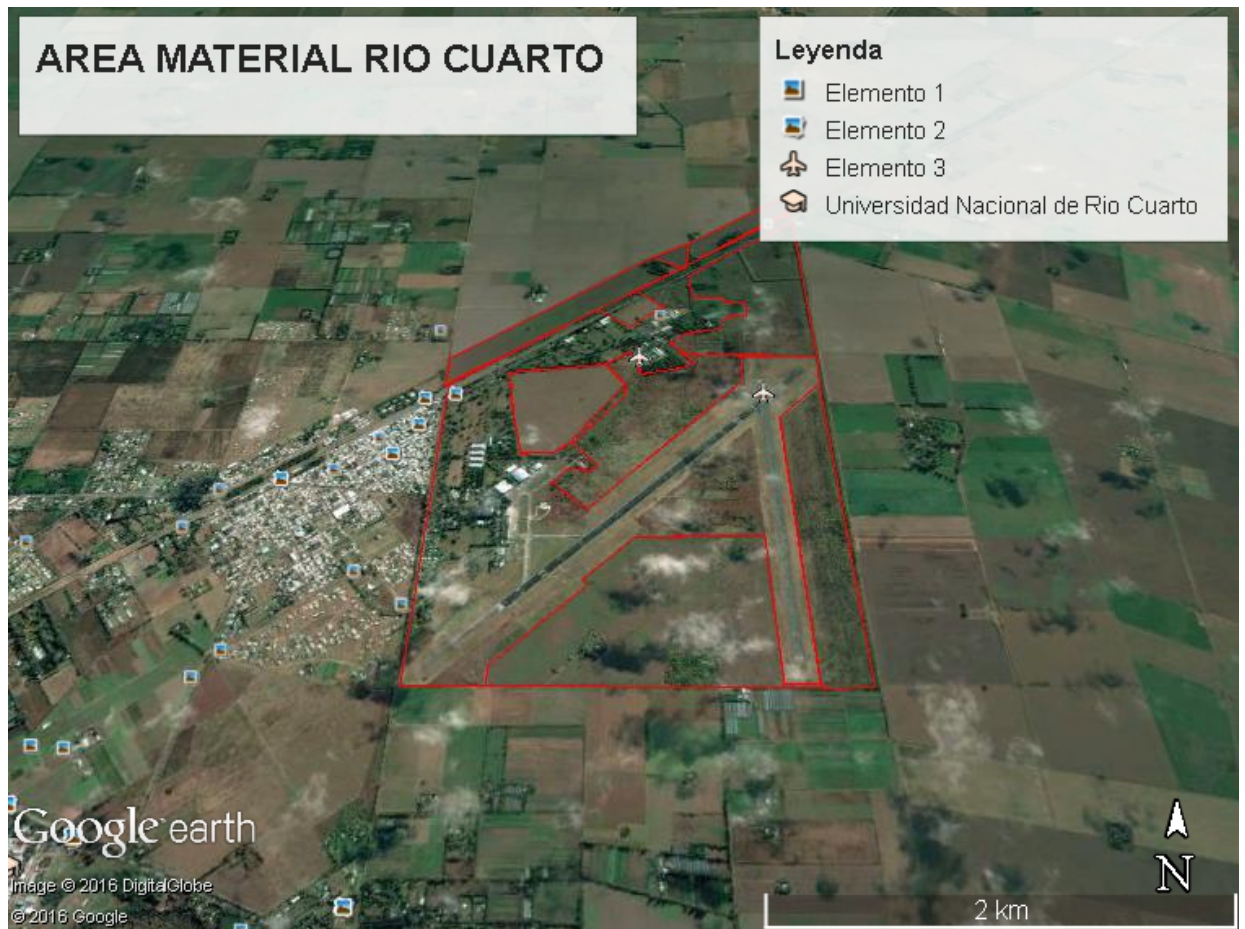 AREA MATERIAL RIO CUARTO
Leyenda
Elemento 1
Elemento 2
Elemento 3
Universidad Nacional de Rio Cuarto
Google earth
Image © 2016 DigitalGlobe
© 2016 Google
N
2 km